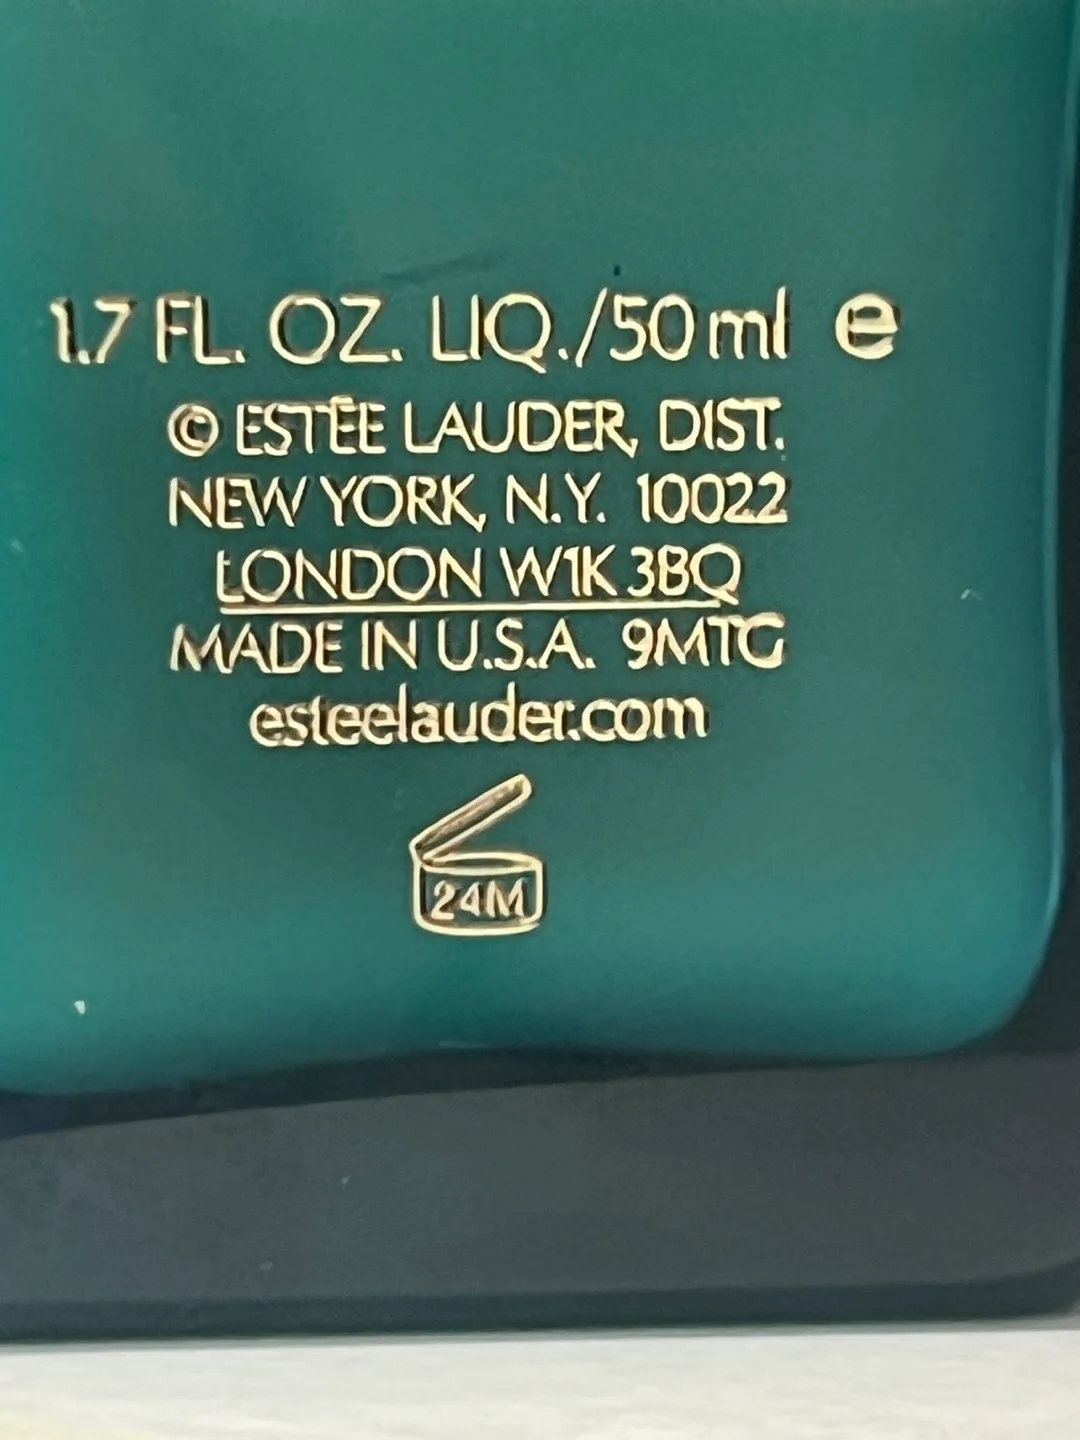 1.7 FL. OZ. LIQ./50 ml ℮
© ESTĒE LAUDER, DIST.
NEW YORK, N.Y. 10022
LONDON W1K 3BQ
MADE IN U.S.A. 9MTG
esteelauder.com
24M